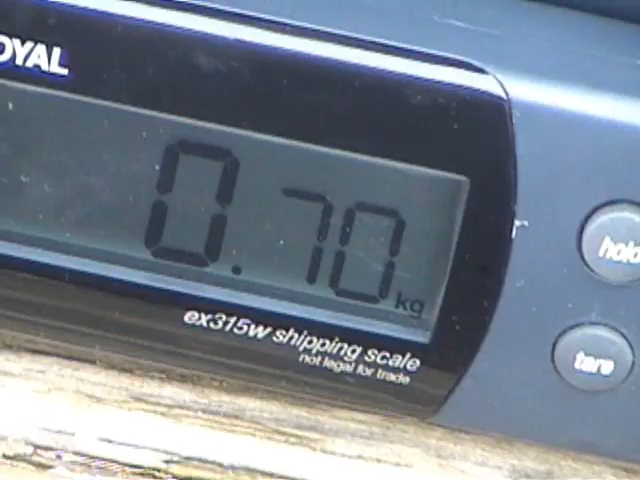 OYAL
0.70 kg
ex315w shipping scale
not legal for trade
hold
tare